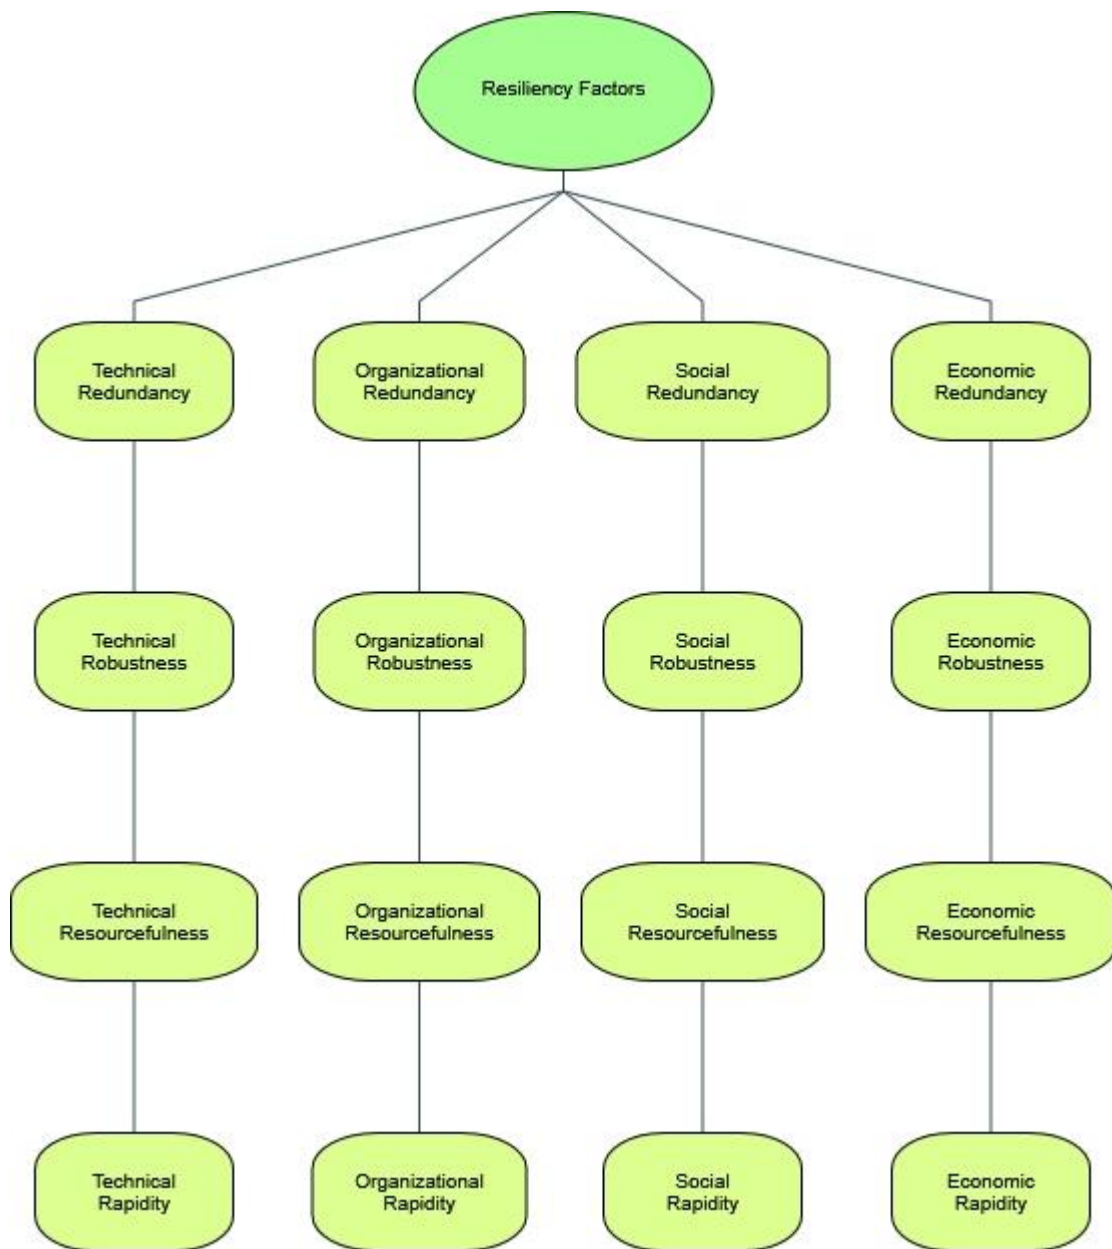 Resiliency Factors
Technical
Redundancy
Organizational
Redundancy
Social
Redundancy
Economic
Redundancy
Technical
Robustness
Organizational
Robustness
Social
Robustness
Economic
Robustness
Technical
Resourcefulness
Organizational
Resourcefulness
Social
Resourcefulness
Economic
Resourcefulness
Technical
Rapidity
Organizational
Rapidity
Social
Rapidity
Economic
Rapidity